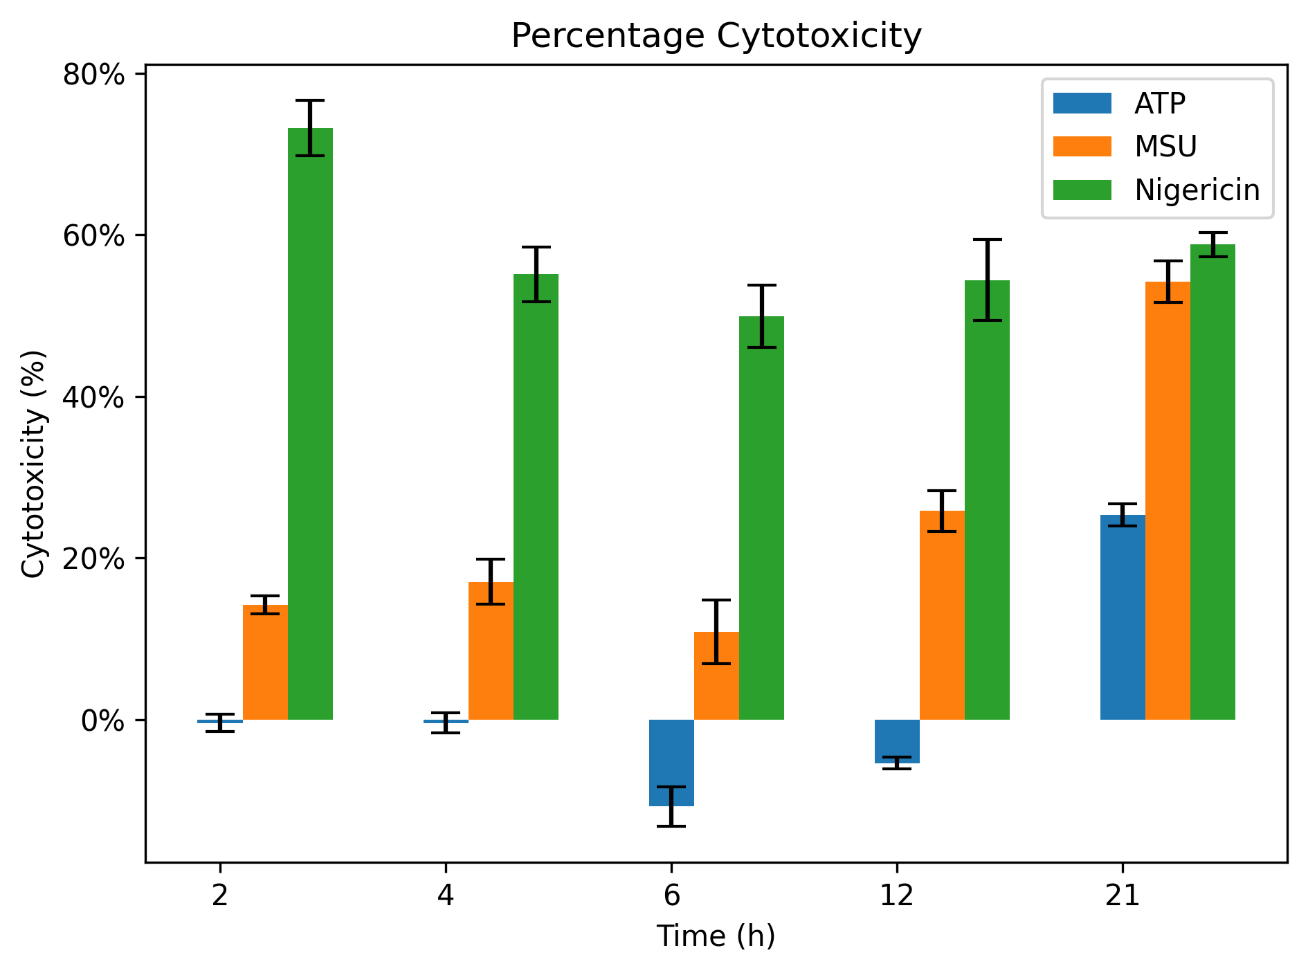 Percentage Cytotoxicity
80%
60%
40%
20%
0%
Cytotoxicity (%)
ATP
MSU
Nigericin
2
4
6
12
21
Time (h)